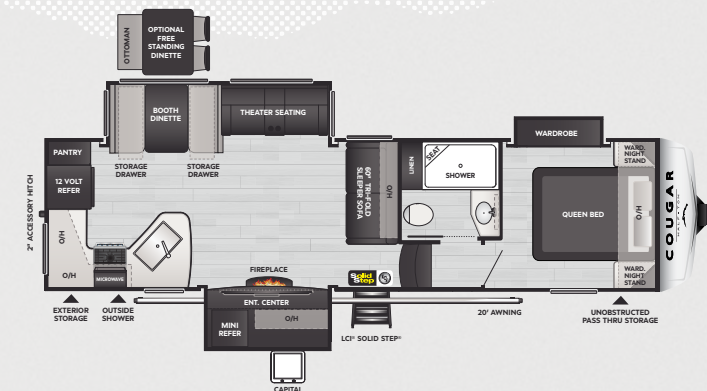 OTTOMAN
OPTIONAL
FREE
STANDING
DINETTE
BOOTH
DINETTE
THEATER SEATING
PANTRY
12 VOLT
REFER
STORAGE
DRAWER
STORAGE
DRAWER
60" TRI-FOLD
SLEEPER SOFA
O/H
LINEN
SEAT
SHOWER
WARDROBE
WARD.
NIGHT
STAND
QUEEN BED
O/H
WARD.
NIGHT
STAND
COUGAR
2" ACCESSORY HITCH
O/H
O/H
MICROWAVE
FIREPLACE
ENT. CENTER
O/H
MINI
REFER
Solid
Step
LCI® SOLID STEP®
20' AWNING
EXTERIOR
STORAGE
OUTSIDE
SHOWER
UNOBSTRUCTED
PASS THRU STORAGE
CAPITAL